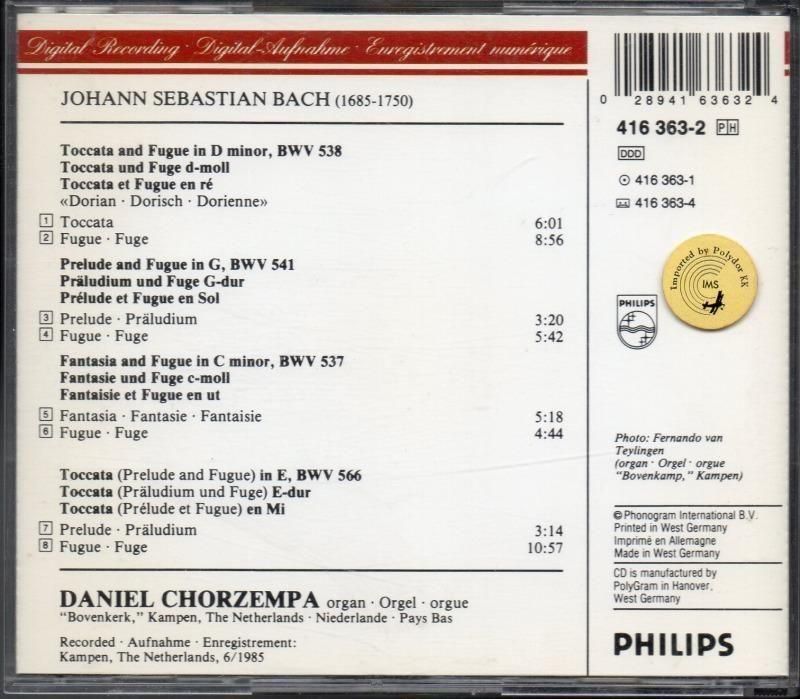 Digital Recording · Digital-Aufnahme · Enregistrement numérique
JOHANN SEBASTIAN BACH (1685-1750)
Toccata and Fugue in D minor, BWV 538
Toccata und Fuge d-moll
Toccata et Fugue en ré
«Dorian · Dorisch · Dorienne»
1 Toccata 6:01
2 Fugue · Fuge 8:56
Prelude and Fugue in G, BWV 541
Präludium und Fuge G-dur
Prélude et Fugue en Sol
3 Prelude · Präludium 3:20
4 Fugue · Fuge 5:42
Fantasia and Fugue in C minor, BWV 537
Fantasie und Fuge c-moll
Fantaisie et Fugue en ut
5 Fantasia · Fantasie · Fantaisie 5:18
6 Fugue · Fuge 4:44
Toccata (Prelude and Fugue) in E, BWV 566
Toccata (Präludium und Fuge) E-dur
Toccata (Prélude et Fugue) en Mi
7 Prelude · Präludium 3:14
8 Fugue · Fuge 10:57
DANIEL CHORZEMPA organ · Orgel · orgue
"Bovenkerk," Kampen, The Netherlands · Niederlande · Pays Bas
Recorded · Aufnahme · Enregistrement:
Kampen, The Netherlands, 6/1985
0 28941 63632 4
416 363-2 PH
DDD
416 363-1
416 363-4
Imported by Polydor KK
IMS
PHILIPS
Photo: Fernando van
Teylingen
(organ · Orgel · orgue
"Bovenkamp," Kampen)
℗ Phonogram International B.V.
Printed in West Germany
Imprimé en Allemagne
Made in West Germany
CD is manufactured by
PolyGram in Hanover,
West Germany
PHILIPS